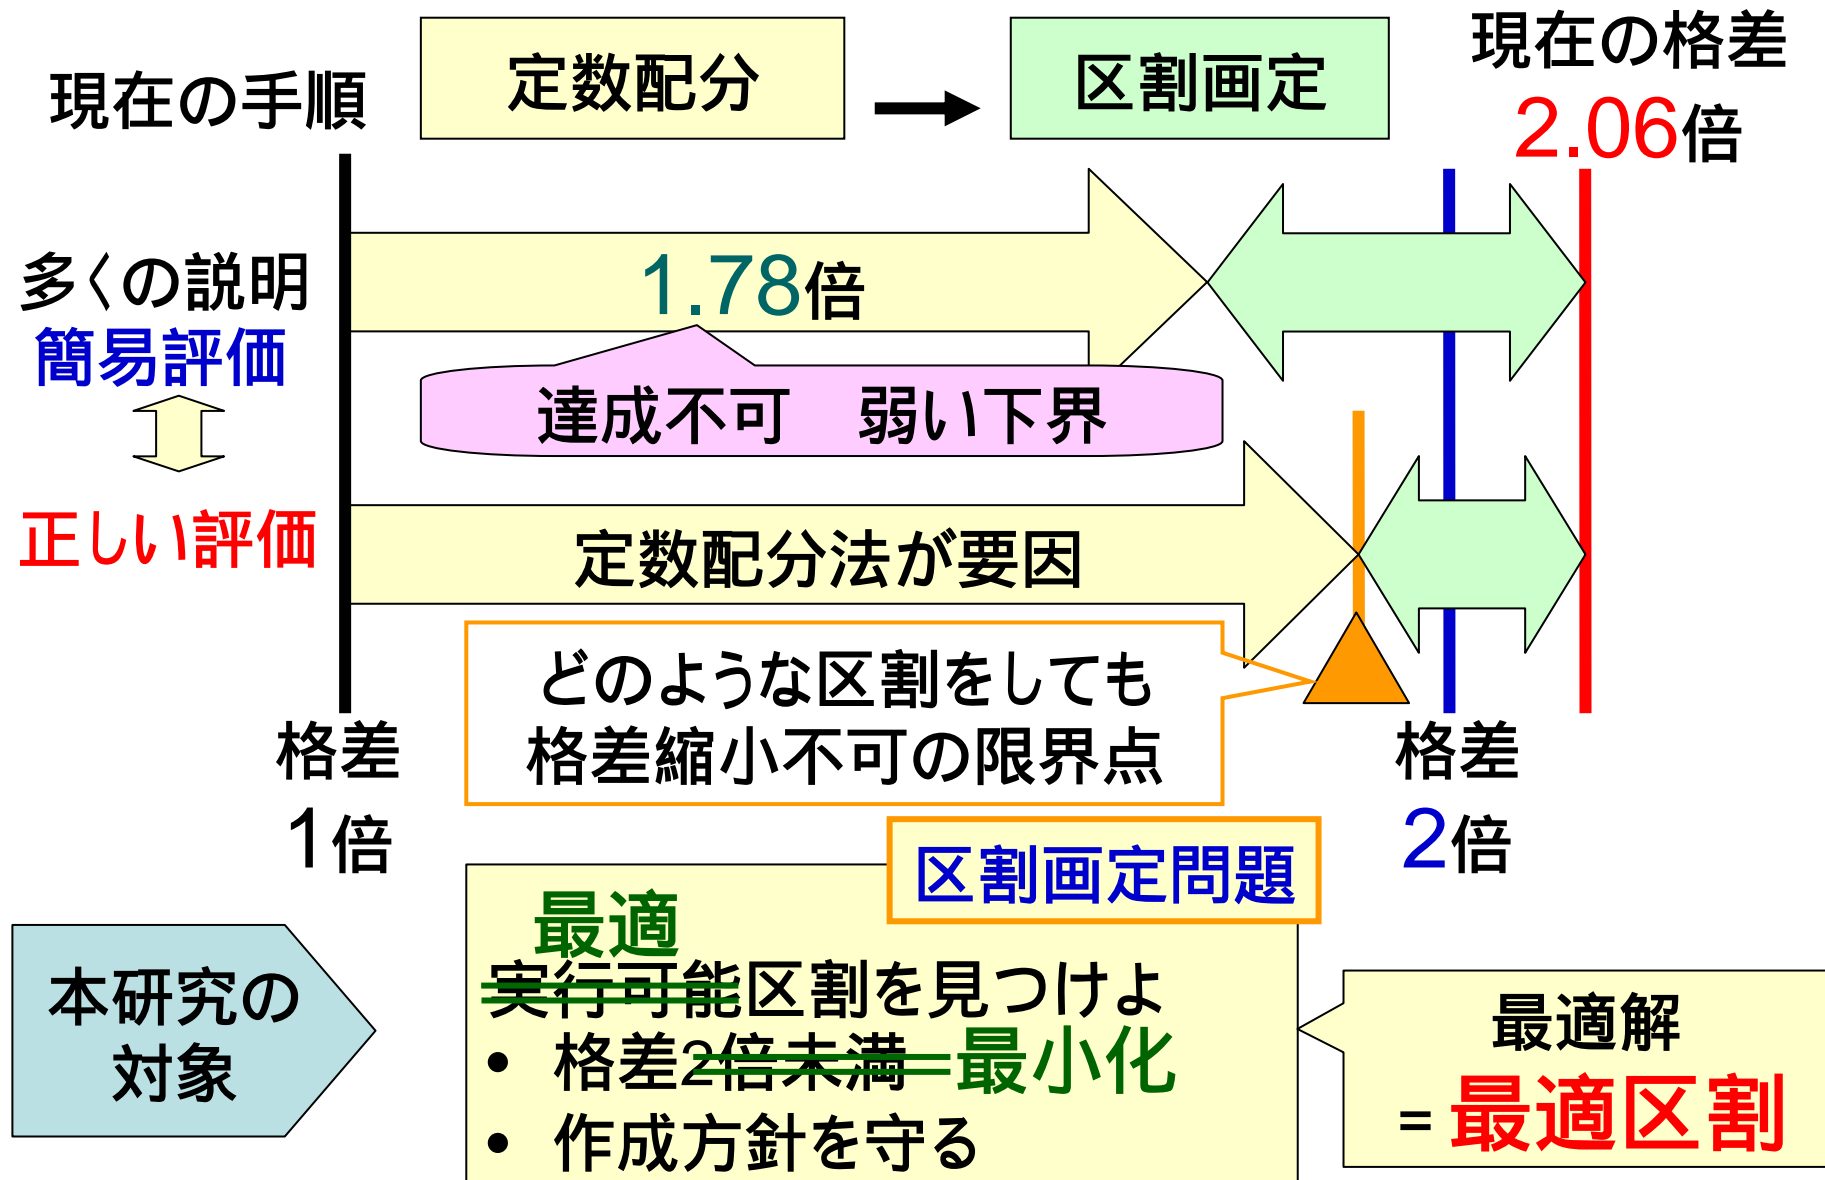 現在の手順
定数配分
区割画定
現在の格差
2.06倍
多くの説明
簡易評価
1.78倍
達成不可　弱い下界
正しい評価
定数配分法が要因
どのような区割をしても
格差縮小不可の限界点
格差
1倍
格差
2倍
区割画定問題
本研究の
対象
最適
実行可能区割を見つけよ
• 格差2倍未満 最小化
• 作成方針を守る
最適解
= 最適区割